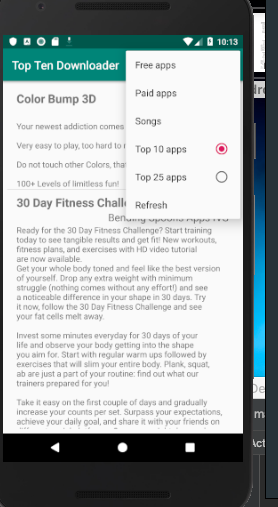 10:13
Top Ten Downloader
Free apps
Paid apps
Songs
Top 10 apps
Top 25 apps
Refresh
Color Bump 3D
Your newest addiction comes
Very easy to play, too hard to
Do not touch other Colors,
100+ Levels of limitless fun!
30 Day Fitness
Ready for the 30 Day Fitness Challenge? Start training
today to see tangible results and get fit! New workouts,
fitness plans, and exercises with HD video tutorial
are now available.
Get your whole body toned and feel like the best version
of yourself. Drop any extra weight with minimum
struggle (nothing comes without any effort!) and see
a noticeable difference in your shape in 30 days. Try
it now, follow the 30 Day Fitness Challenge and see
your fat cells melt away.
Invest some minutes everyday for 30 days of your
life and observe your body getting into the shape
you aim for. Start with regular warm ups followed by
exercises that will slim your entire body. Plank, squat,
ab are just a part of your routine: find out what our
trainers prepared for you!
Take it easy on the first couple of days and gradually
increase your counts per set. Surpass your expectations,
achieve your daily goal, and share it with your friends on